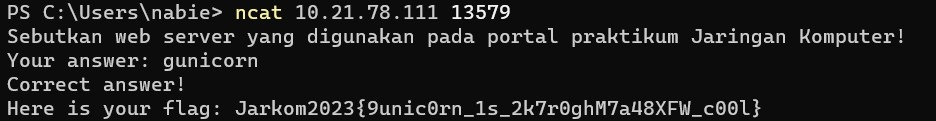 PS C:\Users\nabie> ncat 10.21.78.111 13579
Sebutkan web server yang digunakan pada portal praktikum Jaringan Komputer!
Your answer: gunicorn
Correct answer!
Here is your flag: Jarkom2023{9unic0rn_1s_2k7r0ghM7a48XFW_c00l}